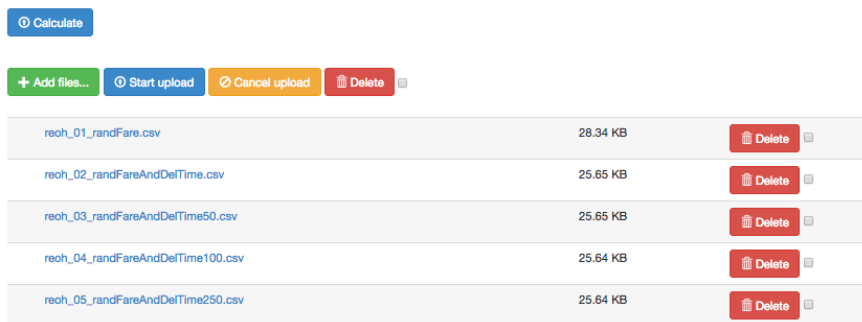 Calculate
Add files... Start upload Cancel upload Delete
reoh_01_randFare.csv 28.34 KB Delete
reoh_02_randFareAndDelTime.csv 25.65 KB Delete
reoh_03_randFareAndDelTime50.csv 25.65 KB Delete
reoh_04_randFareAndDelTime100.csv 25.64 KB Delete
reoh_05_randFareAndDelTime250.csv 25.64 KB Delete